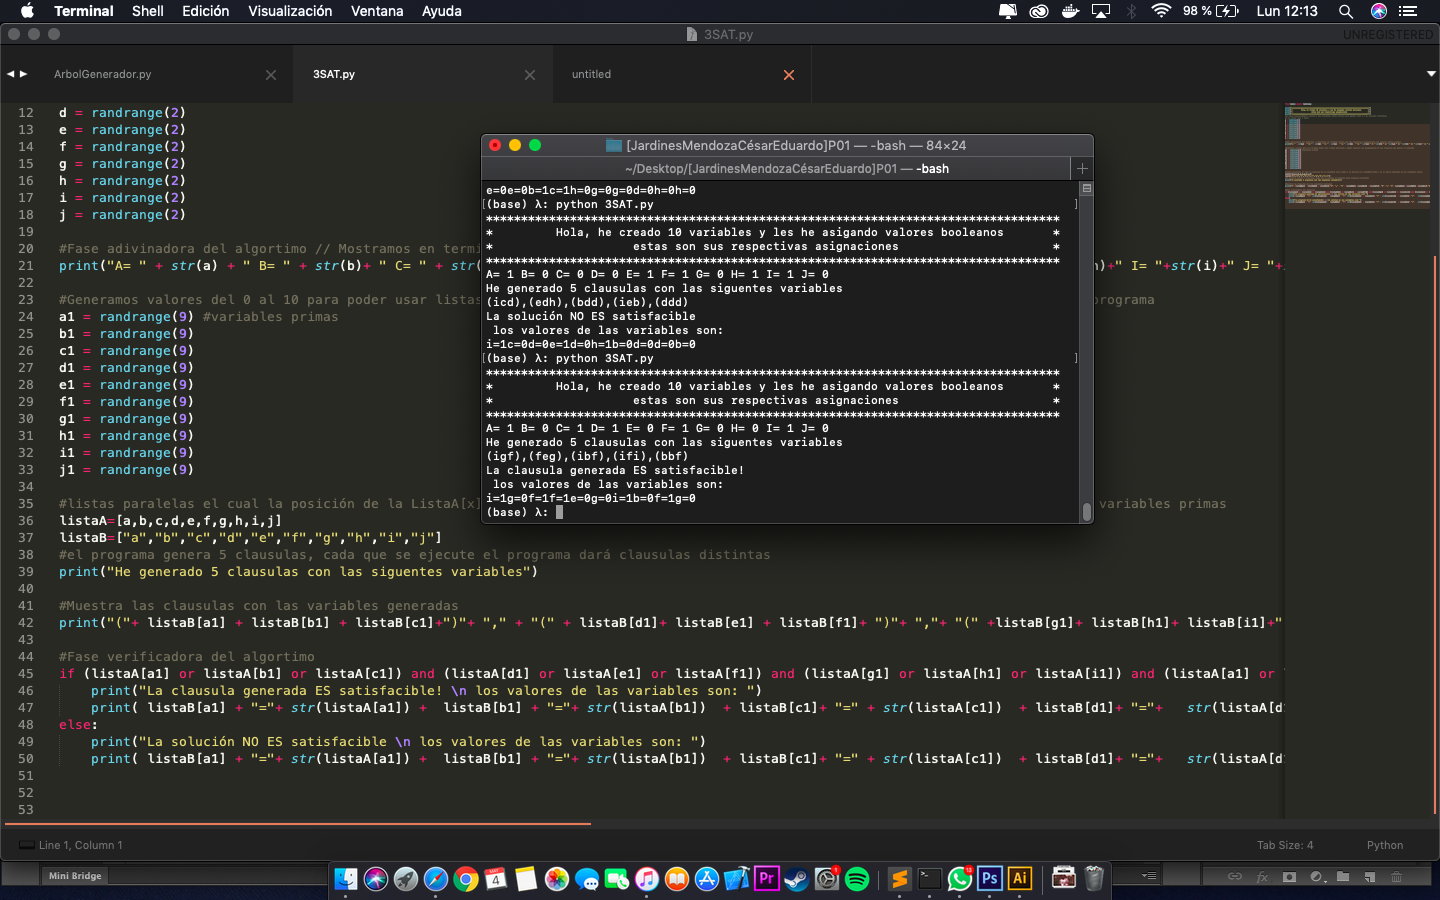 Terminal Shell Edición Visualización Ventana Ayuda 98 % Lun 12:13
3SAT.py UNREGISTERED
ArbolGenerador.py 3SAT.py untitled
12 d = randrange(2)
13 e = randrange(2)
14 f = randrange(2)
15 g = randrange(2)
16 h = randrange(2)
17 i = randrange(2)
18 j = randrange(2)
19
20 #Fase adivinadora del algortimo // Mostramos en termi
21 print("A= " + str(a) + " B= " + str(b)+ " C= " + str( h)+" I= "+str(i)+" J= "+
22
23 #Generamos valores del 0 al 10 para poder usar listas programa
24 a1 = randrange(9) #variables primas
25 b1 = randrange(9)
26 c1 = randrange(9)
27 d1 = randrange(9)
28 e1 = randrange(9)
29 f1 = randrange(9)
30 g1 = randrange(9)
31 h1 = randrange(9)
32 i1 = randrange(9)
33 j1 = randrange(9)
34
35 #listas paralelas el cual la posición de la ListaA[x] variables primas
36 listaA=[a,b,c,d,e,f,g,h,i,j]
37 listaB=["a","b","c","d","e","f","g","h","i","j"]
38 #el programa genera 5 clausulas, cada que se ejecute el programa dará clausulas distintas
39 print("He generado 5 clausulas con las siguentes variables")
40
41 #Muestra las clausulas con las variables generadas
42 print("("+ listaB[a1] + listaB[b1] + listaB[c1]+")"+ "," + "(" + listaB[d1]+ listaB[e1] + listaB[f1]+ ")"+ ","+ "(" +listaB[g1]+ listaB[h1]+ listaB[i1]+"
43
44 #Fase verificadora del algortimo
45 if (listaA[a1] or listaA[b1] or listaA[c1]) and (listaA[d1] or listaA[e1] or listaA[f1]) and (listaA[g1] or listaA[h1] or listaA[i1]) and (listaA[a1] or
46 print("La clausula generada ES satisfacible! \n los valores de las variables son: ")
47 print( listaB[a1] + "="+ str(listaA[a1]) + listaB[b1] + "="+ str(listaA[b1]) + listaB[c1]+ "=" + str(listaA[c1]) + listaB[d1]+ "="+ str(listaA[d
48 else:
49 print("La solución NO ES satisfacible \n los valores de las variables son: ")
50 print( listaB[a1] + "="+ str(listaA[a1]) + listaB[b1] + "="+ str(listaA[b1]) + listaB[c1]+ "=" + str(listaA[c1]) + listaB[d1]+ "="+ str(listaA[d
51
52
53
[JardinesMendozaCésarEduardo]P01 — -bash — 84×24
~/Desktop/[JardinesMendozaCésarEduardo]P01 — -bash
e=0e=0b=1c=1h=0g=0g=0d=0h=0h=0
(base) λ: python 3SAT.py
**********************************************************************************
* Hola, he creado 10 variables y les he asigando valores booleanos *
* estas son sus respectivas asignaciones *
**********************************************************************************
A= 1 B= 0 C= 0 D= 0 E= 1 F= 1 G= 0 H= 1 I= 1 J= 0
He generado 5 clausulas con las siguentes variables
(icd),(edh),(bdd),(ieb),(ddd)
La solución NO ES satisfacible
los valores de las variables son:
i=1c=0d=0e=1d=0h=1b=0d=0d=0b=0
(base) λ: python 3SAT.py
**********************************************************************************
* Hola, he creado 10 variables y les he asigando valores booleanos *
* estas son sus respectivas asignaciones *
**********************************************************************************
A= 1 B= 0 C= 1 D= 1 E= 0 F= 1 G= 0 H= 0 I= 1 J= 0
He generado 5 clausulas con las siguentes variables
(igf),(feg),(ibf),(ifi),(bbf)
La clausula generada ES satisfacible!
los valores de las variables son:
i=1g=0f=1f=1e=0g=0i=1b=0f=1g=0
(base) λ:
Line 1, Column 1 Tab Size: 4 Python
Mini Bridge
4 Pr Ps Ai
fx